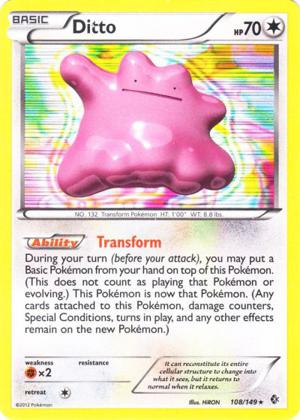 BASIC
Ditto
HP70
NO. 132 Transform Pokémon HT: 1'00" WT: 8.8 lbs.
Ability Transform
During your turn (before your attack), you may put a
Basic Pokémon from your hand on top of this Pokémon.
(This does not count as playing that Pokémon or
evolving.) This Pokémon is now that Pokémon. (Any
cards attached to this Pokémon, damage counters,
Special Conditions, turns in play, and any other effects
remain on the new Pokémon.)
weakness
resistance
×2
retreat
It can reconstitute its entire
cellular structure to change into
what it sees, but it returns to
normal when it relaxes.
©2012 Pokémon
Illus. HiRON
108/149 ★